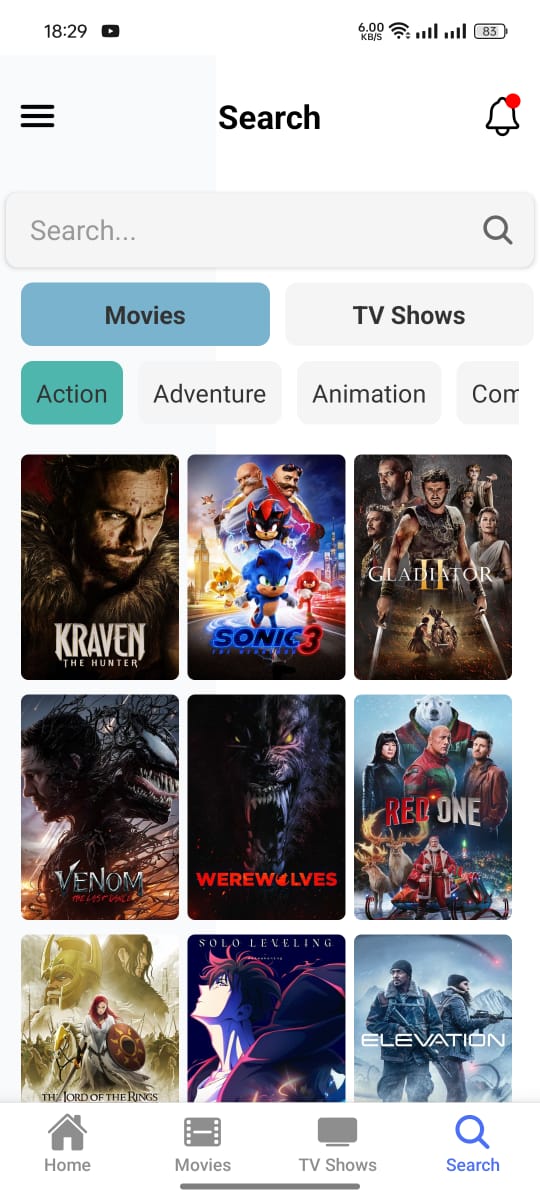 18:29
6.00
KB/S
83
Search
Search...
Movies
TV Shows
Action
Adventure
Animation
Com
KRAVEN
THE HUNTER
SONIC 3
THE HEDGEHOG
GLADIATOR
II
VENOM
THE LAST DANCE
WEREWOLVES
RED ONE
THE LORD OF THE RINGS
SOLO LEVELING
ELEVATION
Home
Movies
TV Shows
Search